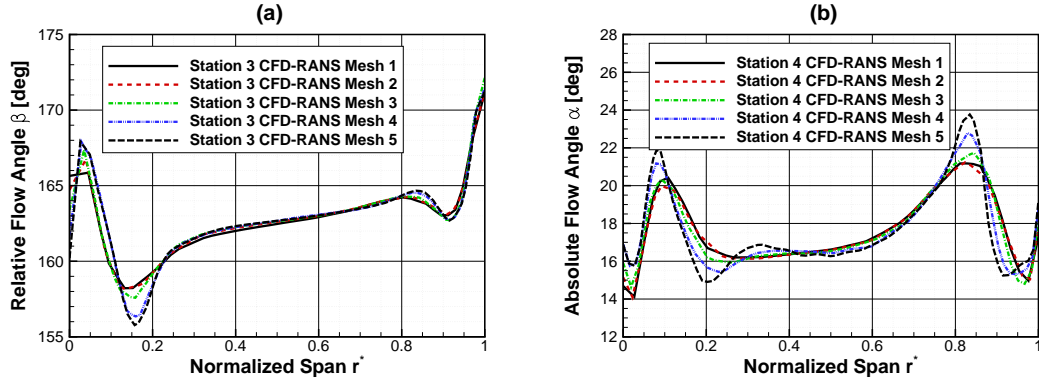 (a)
Relative Flow Angle β [deg]
175
170
165
160
155
0
0.2
0.4
0.6
0.8
1
Normalized Span r*
Station 3 CFD-RANS Mesh 1
Station 3 CFD-RANS Mesh 2
Station 3 CFD-RANS Mesh 3
Station 3 CFD-RANS Mesh 4
Station 3 CFD-RANS Mesh 5
(b)
Absolute Flow Angle α [deg]
28
26
24
22
20
18
16
14
12
0
0.2
0.4
0.6
0.8
1
Normalized Span r*
Station 4 CFD-RANS Mesh 1
Station 4 CFD-RANS Mesh 2
Station 4 CFD-RANS Mesh 3
Station 4 CFD-RANS Mesh 4
Station 4 CFD-RANS Mesh 5